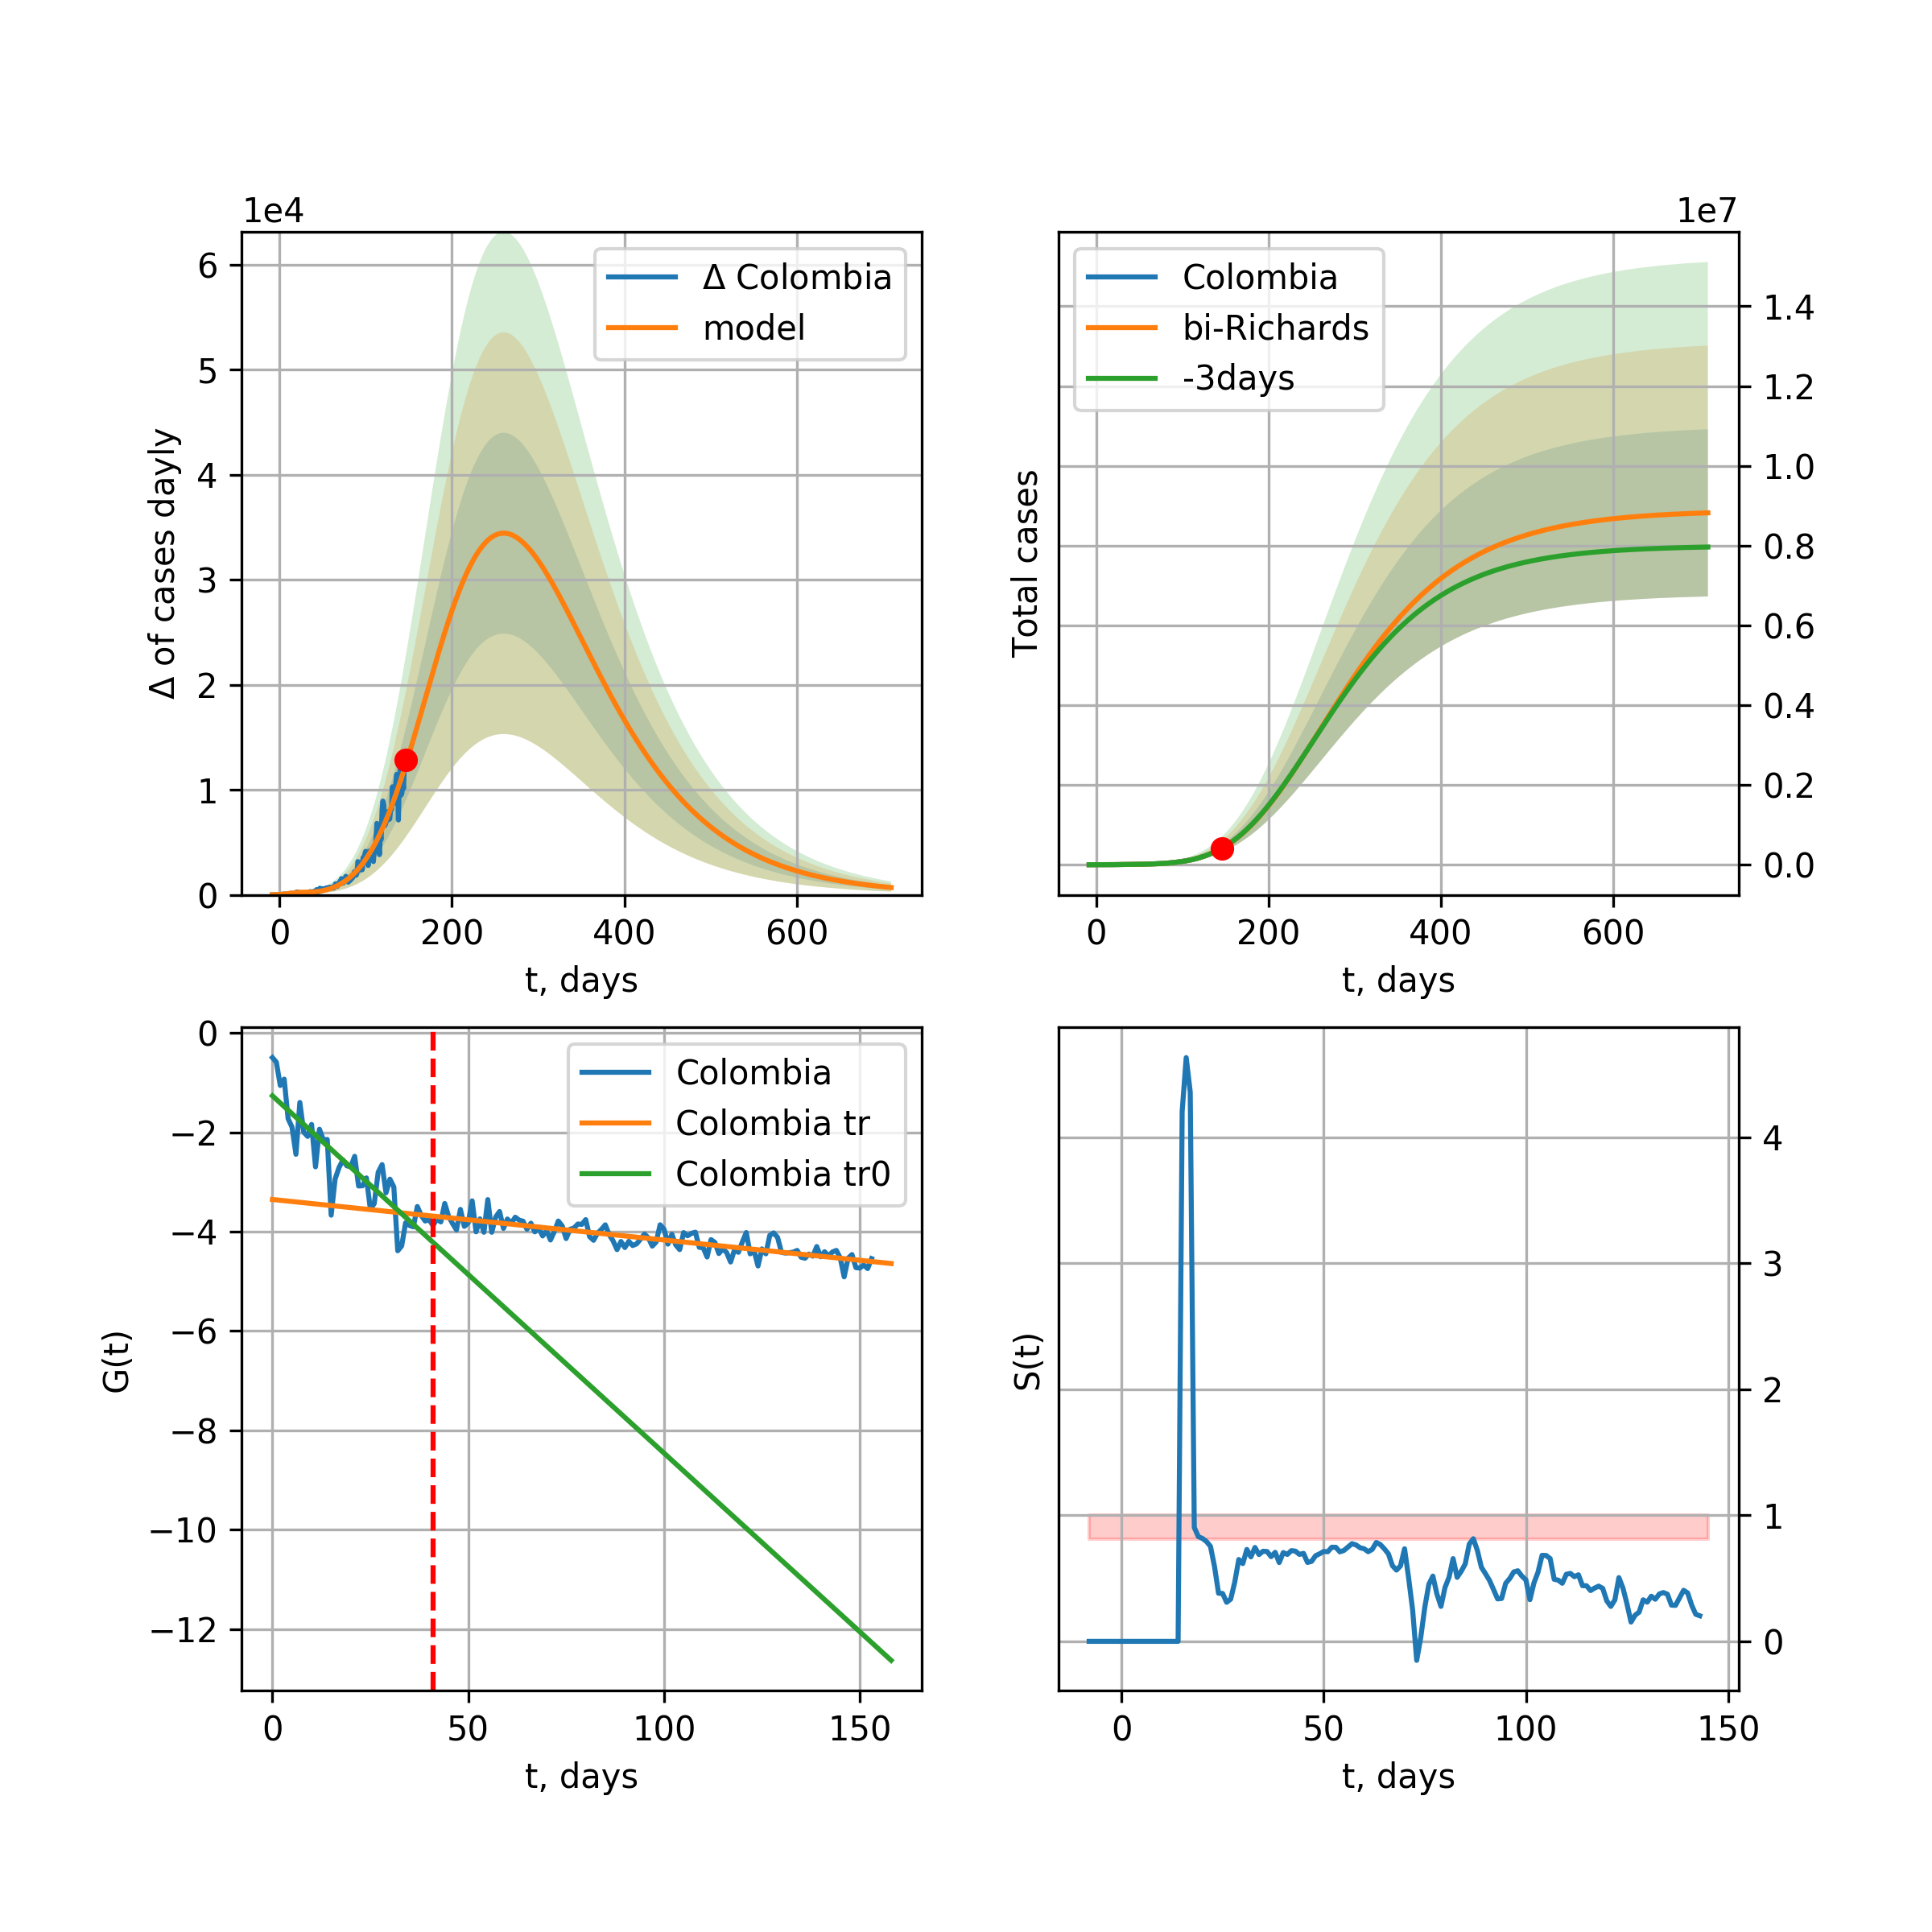 1e4
6
5
4
3
2
1
0
Δ of cases dayly
Δ Colombia
model
0 200 400 600
t, days
1e7
Colombia
bi-Richards
-3days
Total cases
1.4
1.2
1.0
0.8
0.6
0.4
0.2
0.0
0 200 400 600
t, days
0
−2
−4
−6
−8
−10
−12
G(t)
Colombia
Colombia tr
Colombia tr0
0 50 100 150
t, days
S(t)
4
3
2
1
0
0 50 100 150
t, days